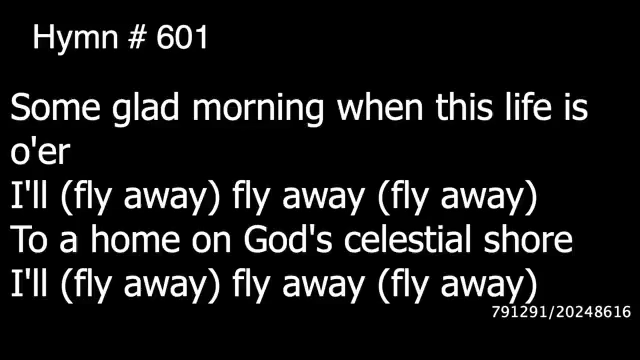 Hymn # 601
Some glad morning when this life is
o'er
I'll (fly away) fly away (fly away)
To a home on God's celestial shore
I'll (fly away) fly away (fly away)
791291/20248616